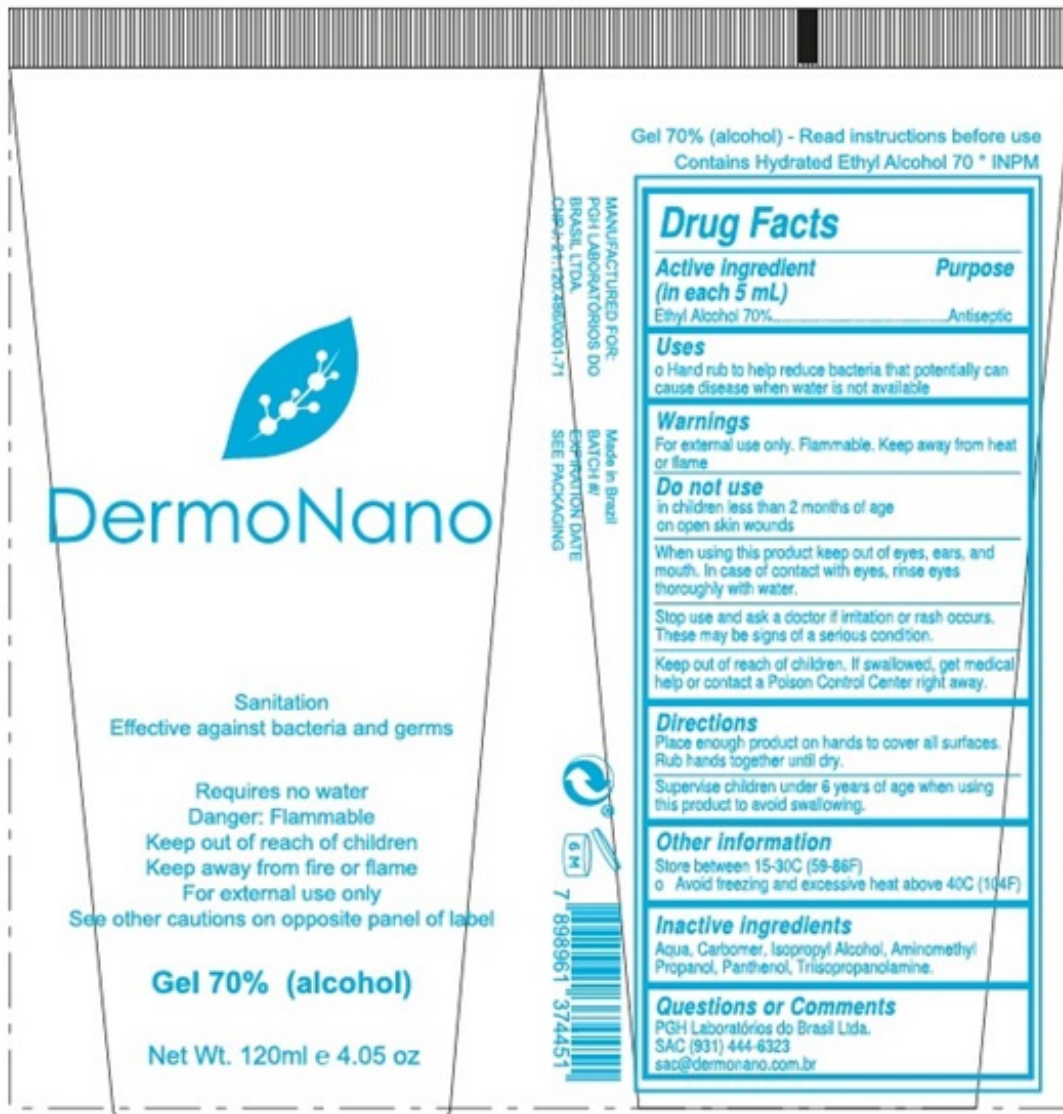 DermoNano
Sanitation
Effective against bacteria and germs
Requires no water
Danger: Flammable
Keep out of reach of children
Keep away from fire or flame
For external use only
See other cautions on opposite panel of label
Gel 70% (alcohol)
Net Wt. 120ml e 4.05 oz
MANUFACTURED FOR:
PGH LABORATÓRIOS DO
BRASIL LTDA.
CNPJ: 21.120.486/0001-71
Made in Brazil
BATCH #/
EXPIRATION DATE
SEE PACKAGING
®
6 M
7 898961 374451
Gel 70% (alcohol) - Read instructions before use
Contains Hydrated Ethyl Alcohol 70 ° INPM
Drug Facts
Active ingredient Purpose
(in each 5 mL)
Ethyl Alcohol 70%..........Antiseptic
Uses
o Hand rub to help reduce bacteria that potentially can
cause disease when water is not available
Warnings
For external use only. Flammable. Keep away from heat
or flame
Do not use
in children less than 2 months of age
on open skin wounds
When using this product keep out of eyes, ears, and
mouth. In case of contact with eyes, rinse eyes
thoroughly with water.
Stop use and ask a doctor if irritation or rash occurs.
These may be signs of a serious condition.
Keep out of reach of children. If swallowed, get medical
help or contact a Poison Control Center right away.
Directions
Place enough product on hands to cover all surfaces.
Rub hands together until dry.
Supervise children under 6 years of age when using
this product to avoid swallowing.
Other information
Store between 15-30C (59-86F)
o Avoid freezing and excessive heat above 40C (104F)
Inactive ingredients
Aqua, Carbomer, Isopropyl Alcohol, Aminomethyl
Propanol, Panthenol, Triisopropanolamine.
Questions or Comments
PGH Laboratórios do Brasil Ltda.
SAC (931) 444-6323
sac@dermonano.com.br